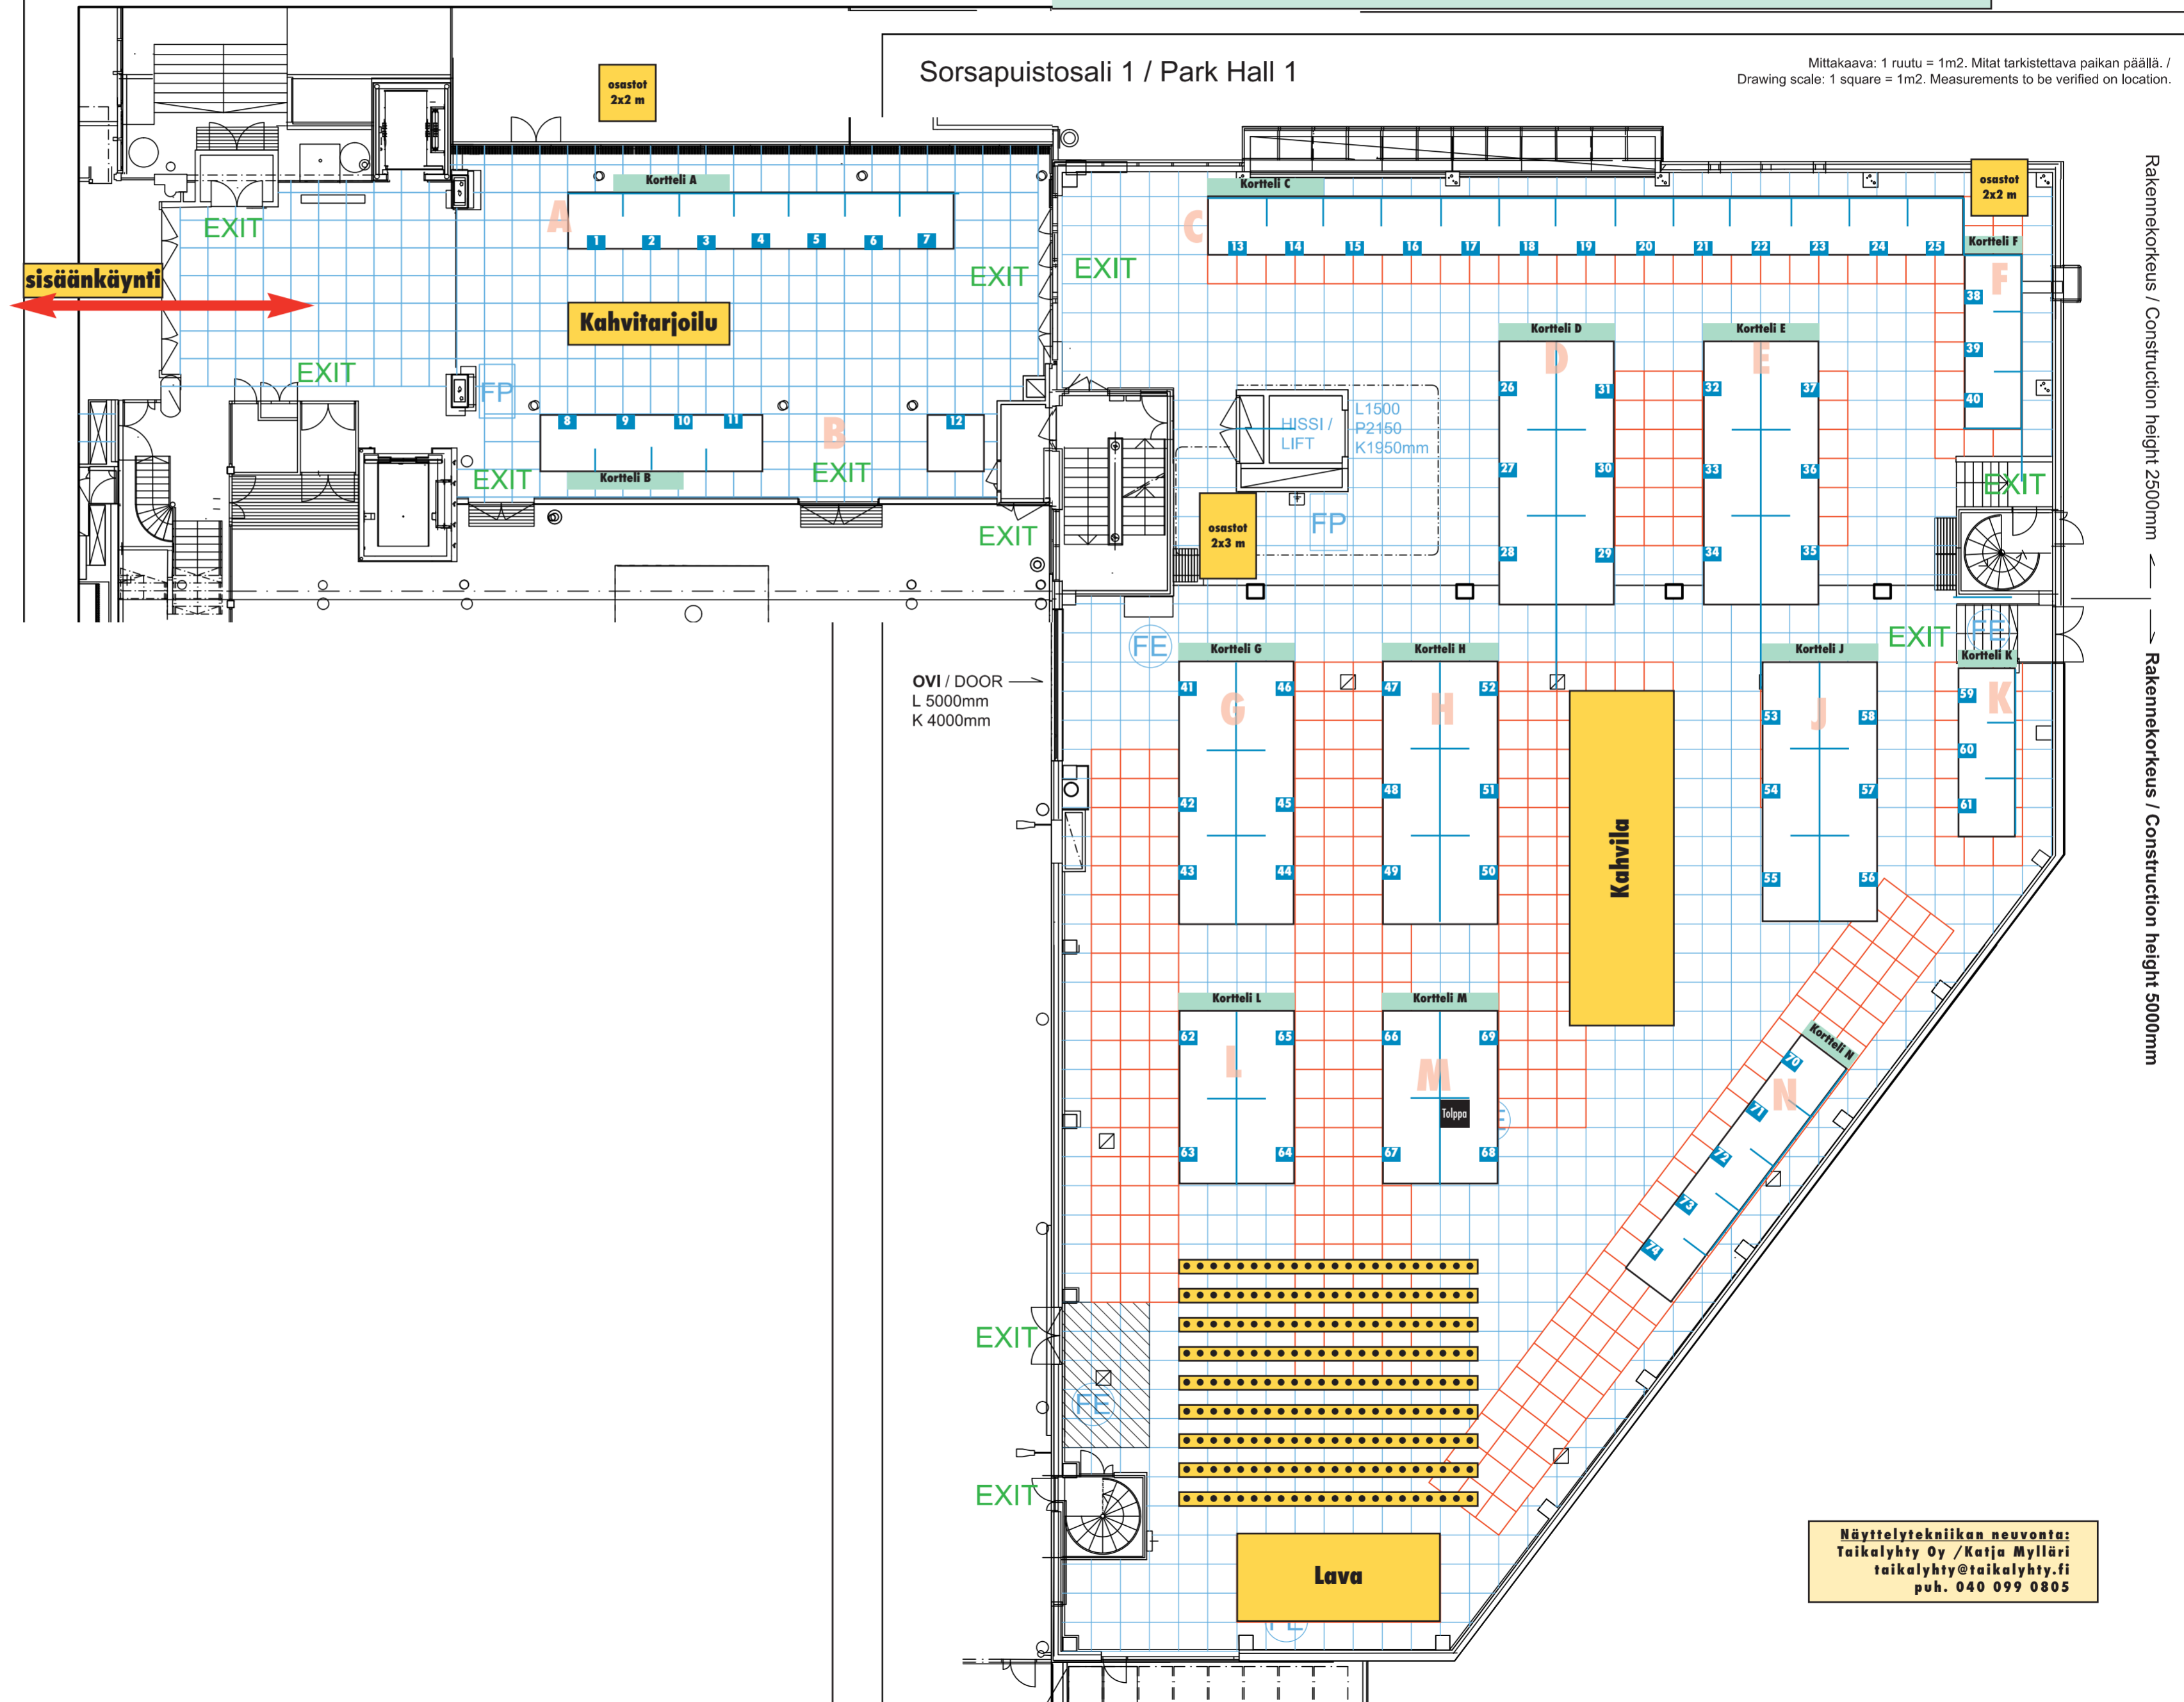 Sorsapuistosali 1 / Park Hall 1
Mittakaava: 1 ruutu = 1m2. Mitat tarkistettava paikan päällä. /
Drawing scale: 1 square = 1m2. Measurements to be verified on location.
osastot
2x2 m
osastot
2x2 m
Kortteli A
A
1 2 3 4 5 6 7
EXIT
sisäänkäynti
Kahvitarjoilu
EXIT
EXIT
EXIT
FP
8 9 10 11
B
12
Kortteli B
EXIT
EXIT
EXIT
Kortteli C
C
13 14 15 16 17 18 19 20 21 22 23 24 25
Kortteli F
F
38
39
40
Kortteli D
D
26 31
27 30
28 29
Kortteli E
E
32 37
33 36
34 35
HISSI /
LIFT
L1500
P2150
K1950mm
FP
osastot
2x3 m
EXIT
Rakennekorkeus / Construction height 2500mm
Rakennekorkeus / Construction height 5000mm
FE
EXIT
FE
OVI / DOOR
L 5000mm
K 4000mm
Kortteli G
G
41 46
42 45
43 44
Kortteli H
H
47 52
48 51
49 50
Kahvila
Kortteli J
J
53 58
54 57
55 56
Kortteli K
K
59
60
61
Kortteli L
L
62 65
63 64
Kortteli M
M
66 69
Tolppa
67 68
Kortteli N
N
70
71
72
73
74
EXIT
FE
EXIT
Lava
FE
Näyttelytekniikan neuvonta:
Taikalyhty Oy /Katja Mylläri
taikalyhty@taikalyhty.fi
puh. 040 099 0805